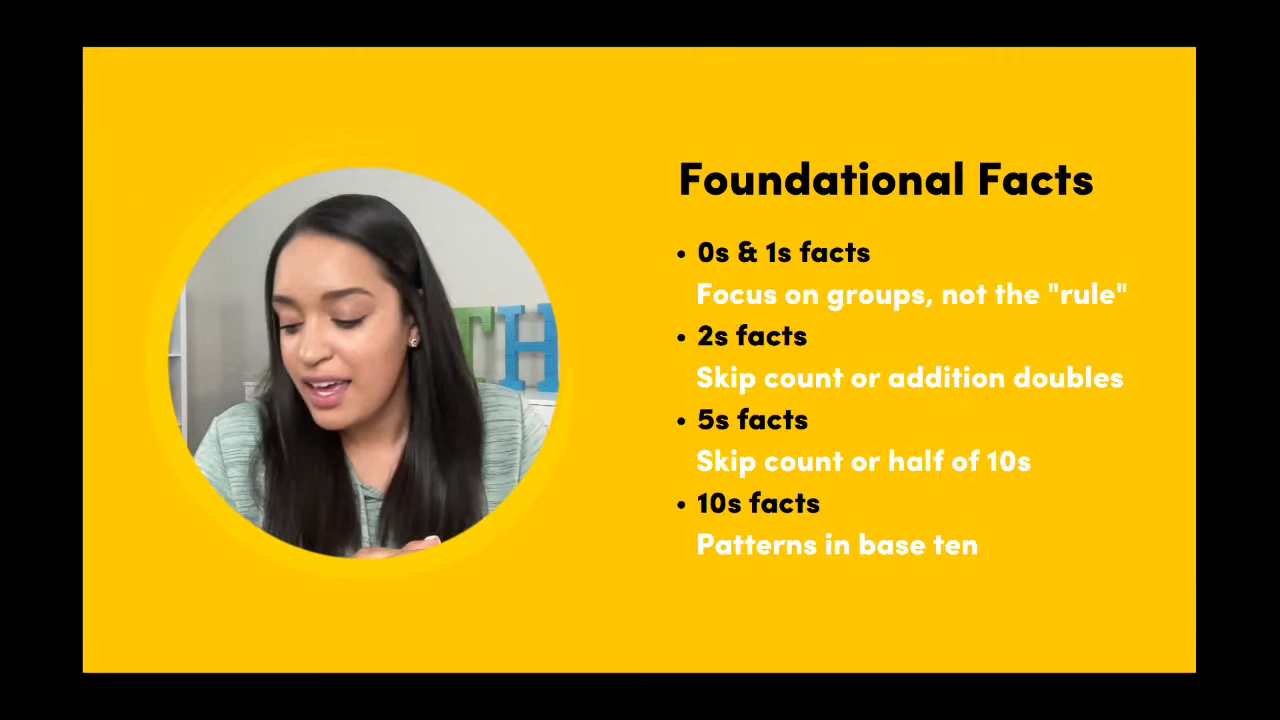 TH
Foundational Facts
• 0s & 1s facts
Focus on groups, not the "rule"
• 2s facts
Skip count or addition doubles
• 5s facts
Skip count or half of 10s
• 10s facts
Patterns in base ten